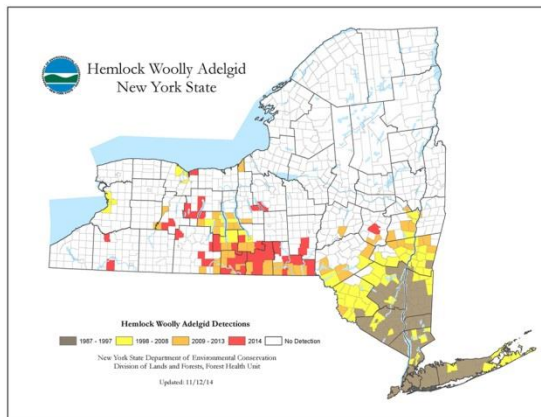 Hemlock Woolly Adelgid
New York State
Hemlock Woolly Adelgid Detections
1987 - 1997 1998 - 2008 2009 - 2013 2014 No Detection
New York State Department of Environmental Conservation
Division of Lands and Forests, Forest Health Unit
Updated: 11/12/14